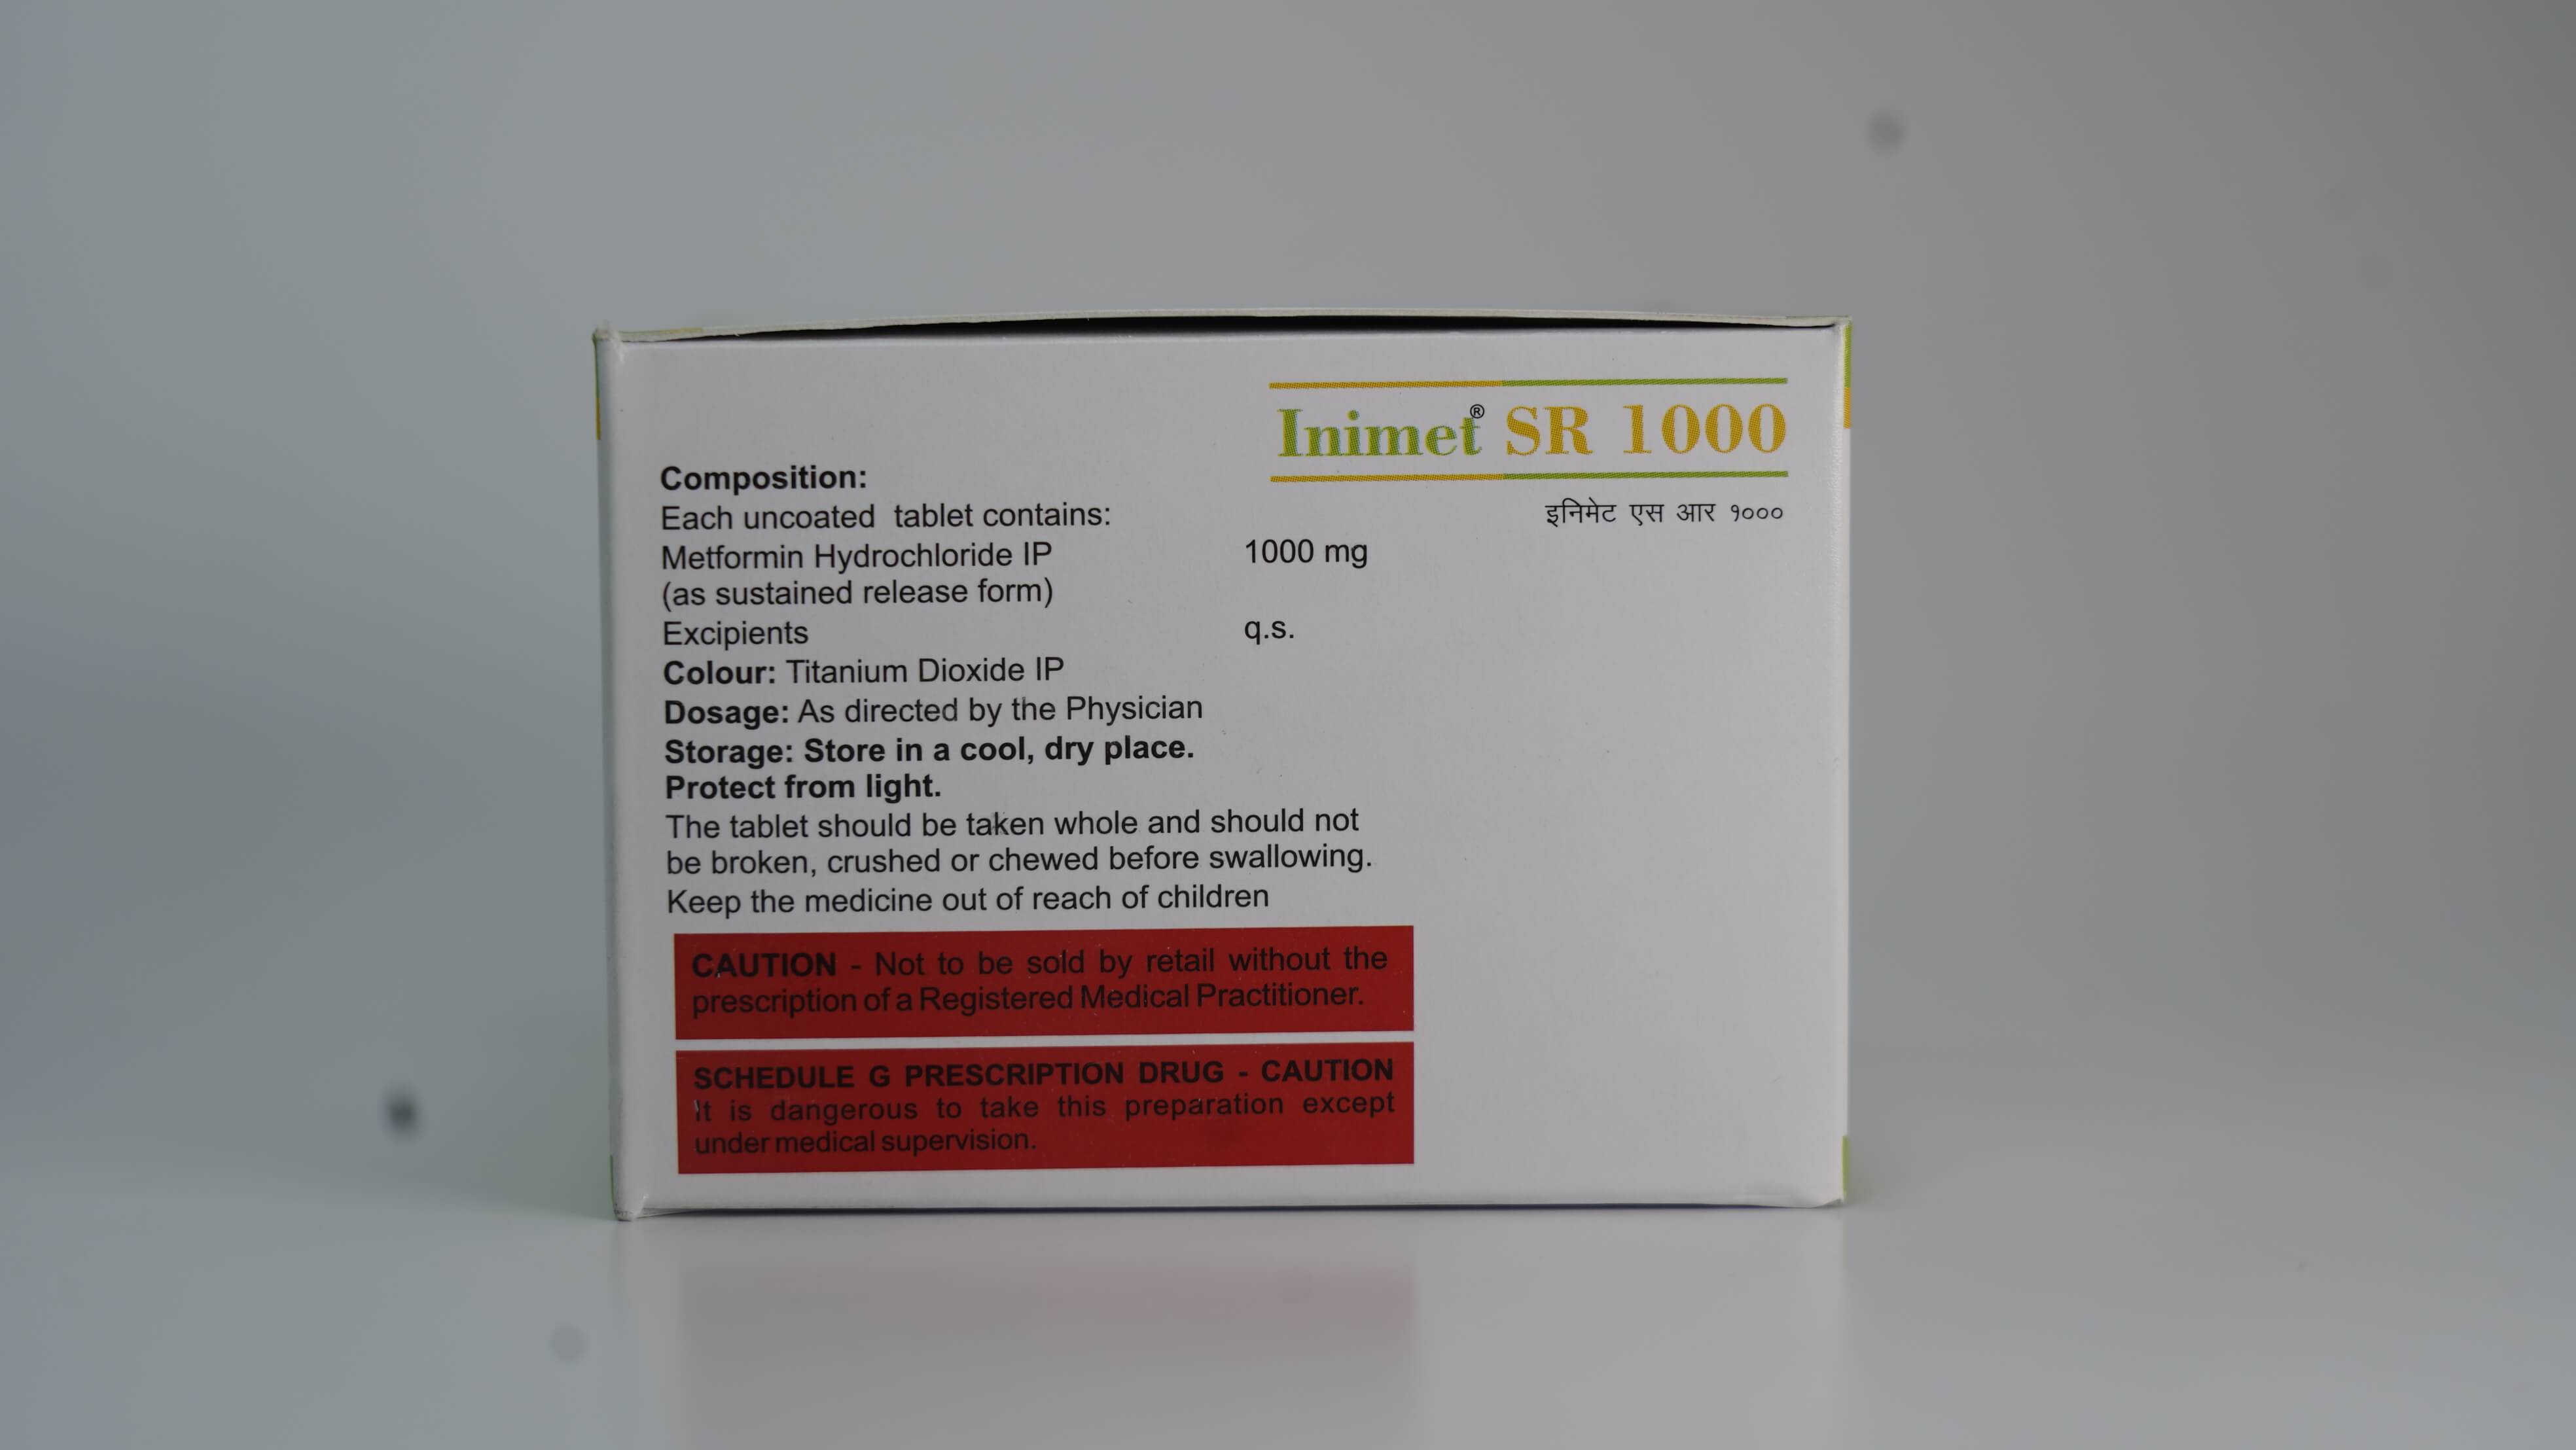 Inimet® SR 1000
इनिमेट एस आर १०००
Composition:
Each uncoated tablet contains:
Metformin Hydrochloride IP 1000 mg
(as sustained release form)
Excipients q.s.
Colour: Titanium Dioxide IP
Dosage: As directed by the Physician
Storage: Store in a cool, dry place.
Protect from light.
The tablet should be taken whole and should not
be broken, crushed or chewed before swallowing.
Keep the medicine out of reach of children
CAUTION - Not to be sold by retail without the
prescription of a Registered Medical Practitioner.
SCHEDULE G PRESCRIPTION DRUG - CAUTION
It is dangerous to take this preparation except
under medical supervision.